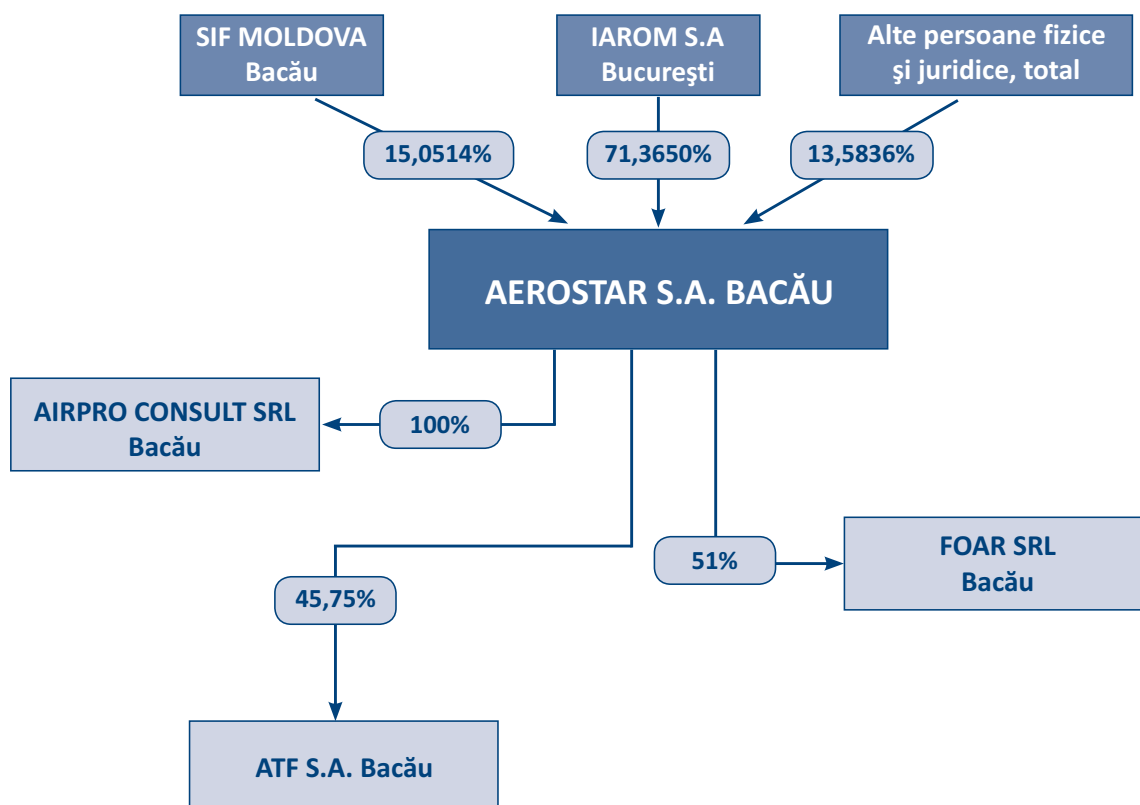 SIF MOLDOVA
Bacău
IAROM S.A
Bucureşti
Alte persoane fizice
şi juridice, total
15,0514%
71,3650%
13,5836%
AEROSTAR S.A. BACĂU
AIRPRO CONSULT SRL
Bacău
100%
51%
FOAR SRL
Bacău
45,75%
ATF S.A. Bacău